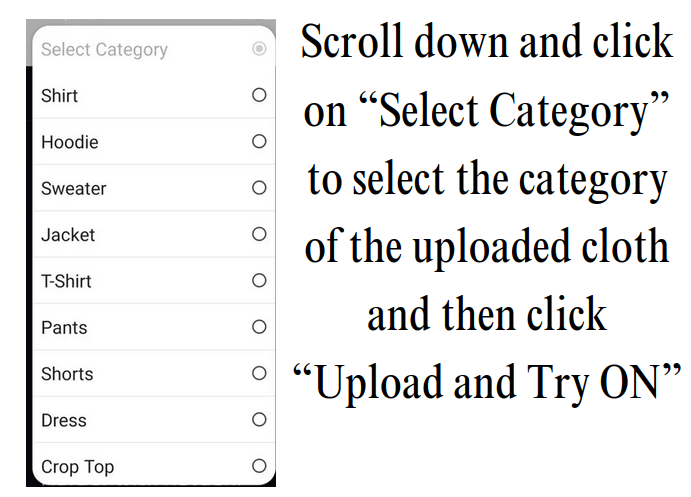 Select Category
Shirt
Hoodie
Sweater
Jacket
T-Shirt
Pants
Shorts
Dress
Crop Top
Scroll down and click
on “Select Category”
to select the category
of the uploaded cloth
and then click
“Upload and Try ON”